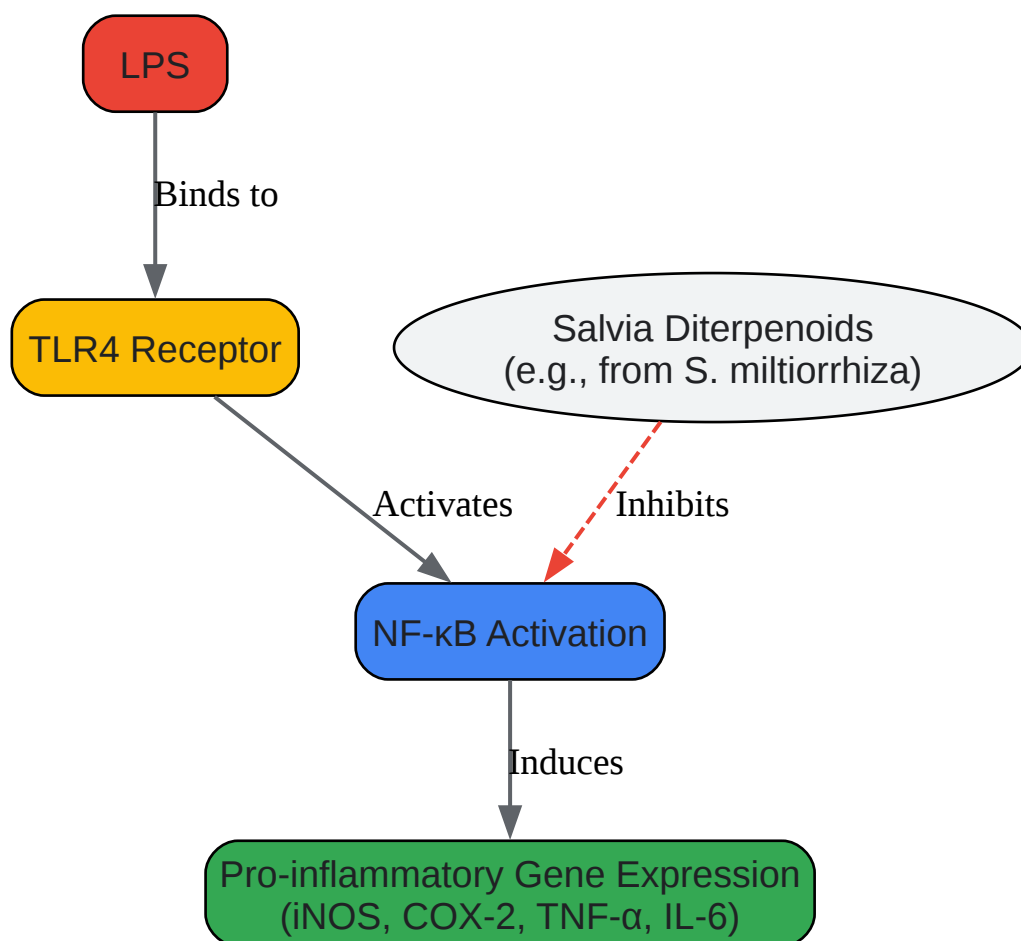 LPS
Binds to
TLR4 Receptor
Salvia Diterpenoids
(e.g., from S. miltiorrhiza)
Activates
Inhibits
NF-κB Activation
Induces
Pro-inflammatory Gene Expression
(iNOS, COX-2, TNF-α, IL-6)